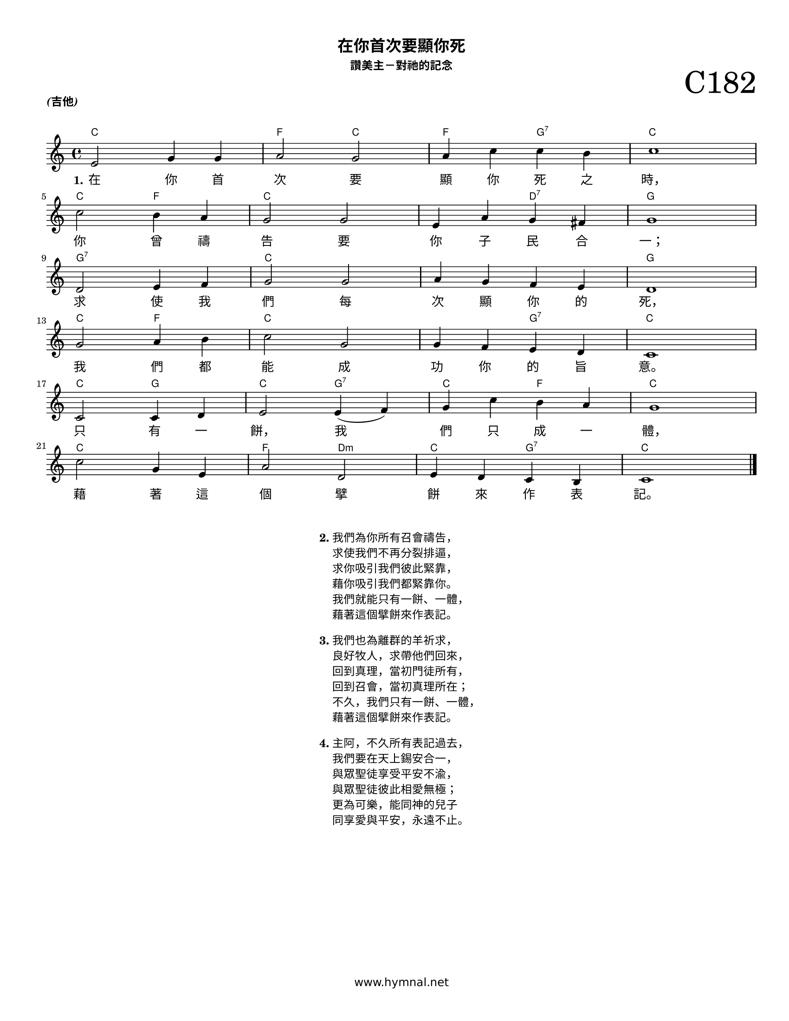 在你首次要顯你死
讚美主－對祂的記念
C182
(吉他)
C F C F G7 C
1. 在 你 首 次 要 顯 你 死 之 時，
5 C F C D7 G
你 曾 禱 告 要 你 子 民 合 一；
9 G7 C G
求 使 我 們 每 次 顯 你 的 死，
13 C F C G7 C
我 們 都 能 成 功 你 的 旨 意。
17 C G C G7 C F C
只 有 一 餅， 我 們 只 成 一 體，
21 C F Dm C G7 C
藉 著 這 個 擘 餅 來 作 表 記。
2. 我們為你所有召會禱告，
求使我們不再分裂排逼，
求你吸引我們彼此緊靠，
藉你吸引我們都緊靠你。
我們就能只有一餅、一體，
藉著這個擘餅來作表記。
3. 我們也為離群的羊祈求，
良好牧人，求帶他們回來，
回到真理，當初門徒所有，
回到召會，當初真理所在；
不久，我們只有一餅、一體，
藉著這個擘餅來作表記。
4. 主阿，不久所有表記過去，
我們要在天上錫安合一，
與眾聖徒享受平安不渝，
與眾聖徒彼此相愛無極；
更為可樂，能同神的兒子
同享愛與平安，永遠不止。
www.hymnal.net